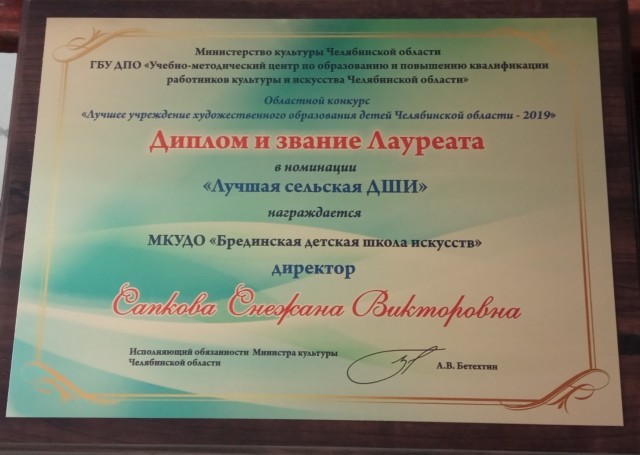 Министерство культуры Челябинской области
ГБУ ДПО «Учебно-методический центр по образованию и повышению квалификации
работников культуры и искусства Челябинской области»
Областной конкурс
«Лучшее учреждение художественного образования детей Челябинской области - 2019»
Диплом и звание Лауреата
в номинации
«Лучшая сельская ДШИ»
награждается
МКУДО «Брединская детская школа искусств»
директор
Сапкова Снежана Викторовна
Исполняющий обязанности Министра культуры
Челябинской области
А.В. Бетехтин